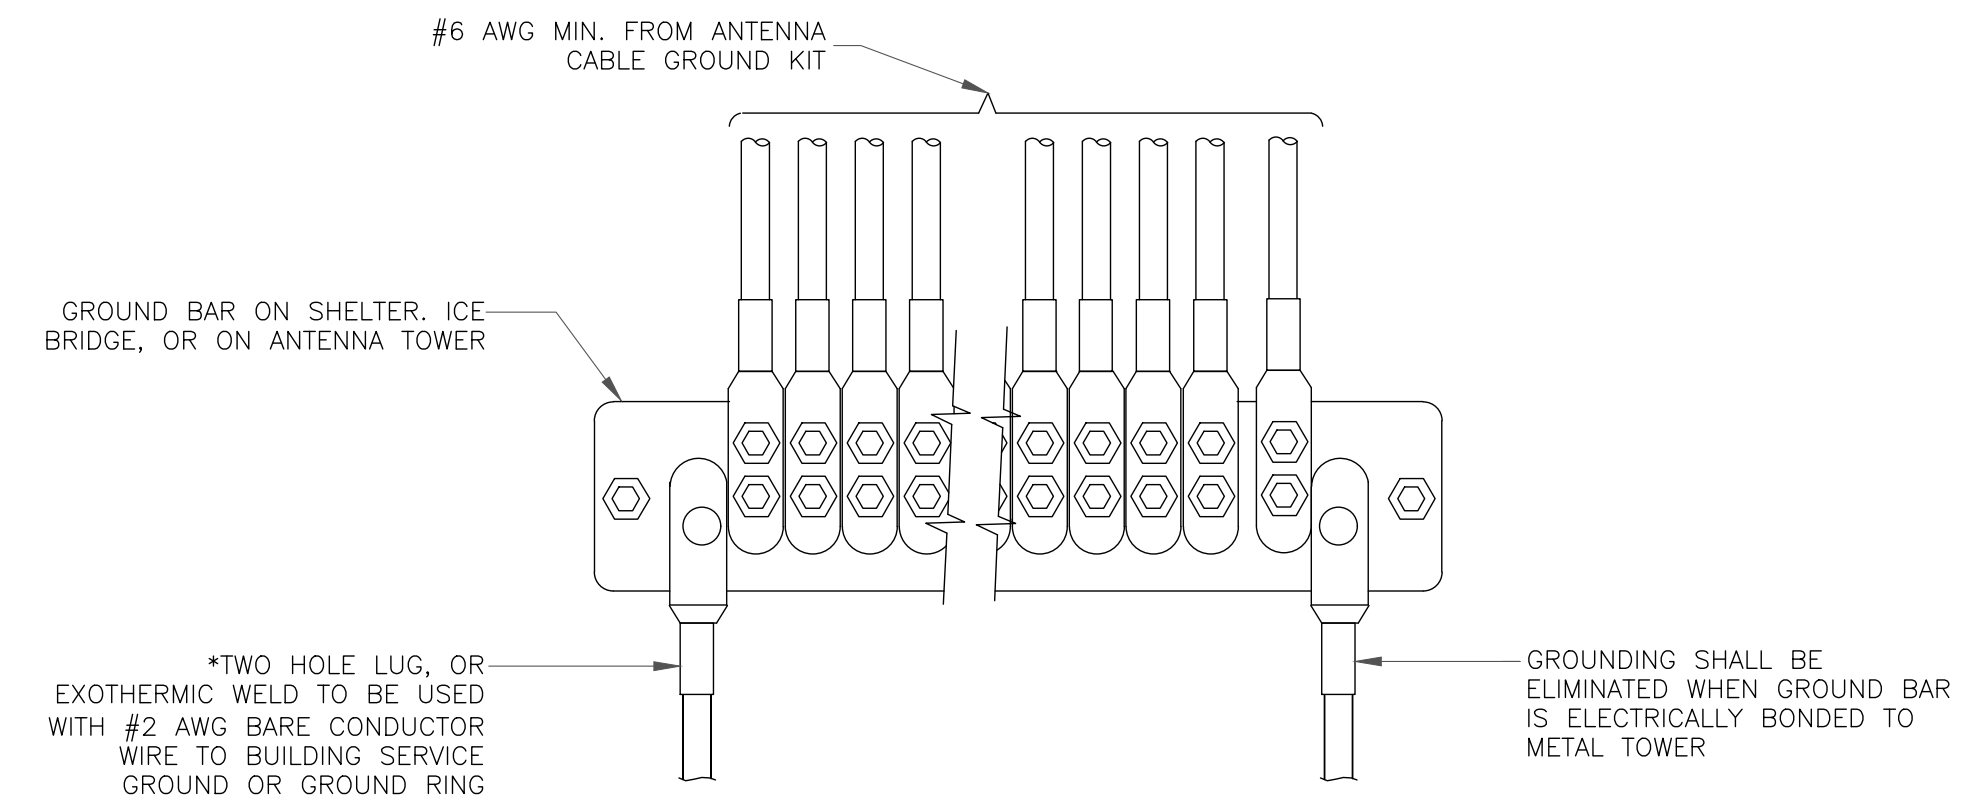 #6 AWG MIN. FROM ANTENNA
CABLE GROUND KIT
GROUND BAR ON SHELTER. ICE
BRIDGE, OR ON ANTENNA TOWER
*TWO HOLE LUG, OR
EXOTHERMIC WELD TO BE USED
WITH #2 AWG BARE CONDUCTOR
WIRE TO BUILDING SERVICE
GROUND OR GROUND RING
GROUNDING SHALL BE
ELIMINATED WHEN GROUND BAR
IS ELECTRICALLY BONDED TO
METAL TOWER